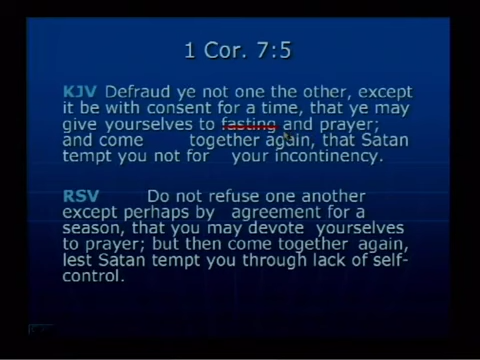 1 Cor. 7:5
KJV Defraud ye not one the other, except
it be with consent for a time, that ye may
give yourselves to fasting and prayer;
and come together again, that Satan
tempt you not for your incontinency.
RSV Do not refuse one another
except perhaps by agreement for a
season, that you may devote yourselves
to prayer; but then come together again,
lest Satan tempt you through lack of self-
control.